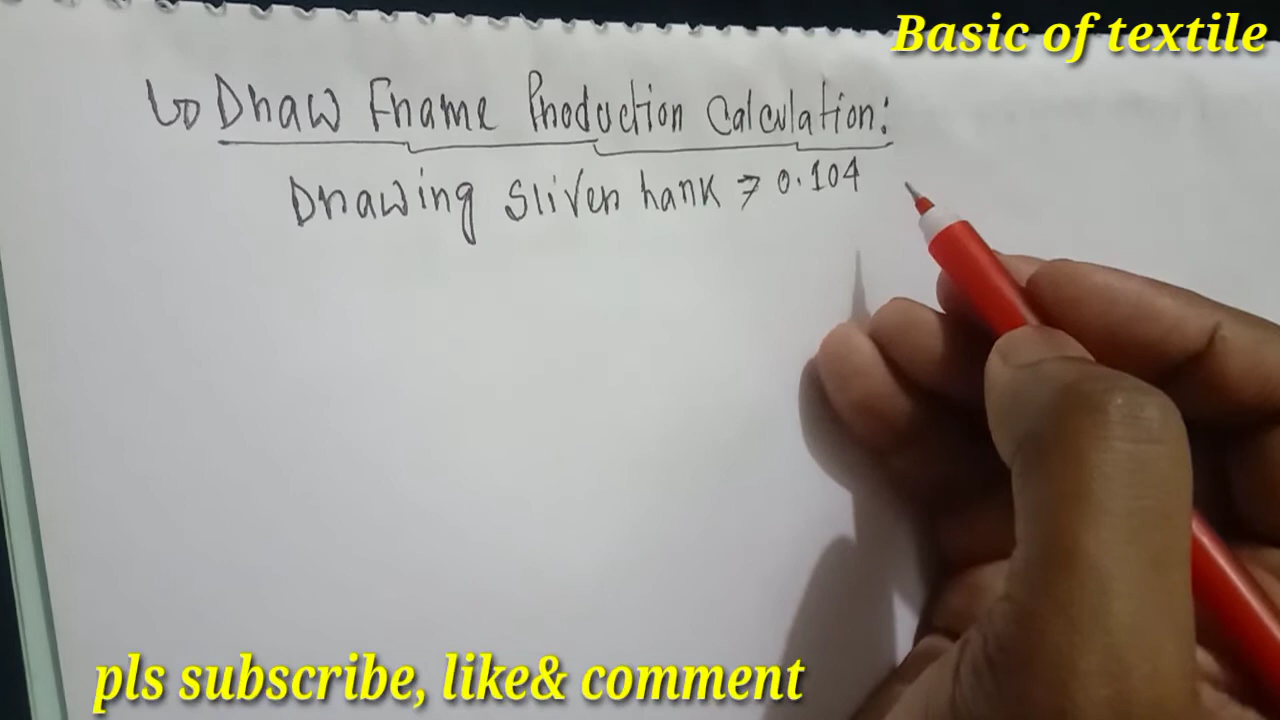 Basic of textile
↳ Draw Frame Production Calculation:
Drawing Sliver hank ⇒ 0.104
pls subscribe, like& comment